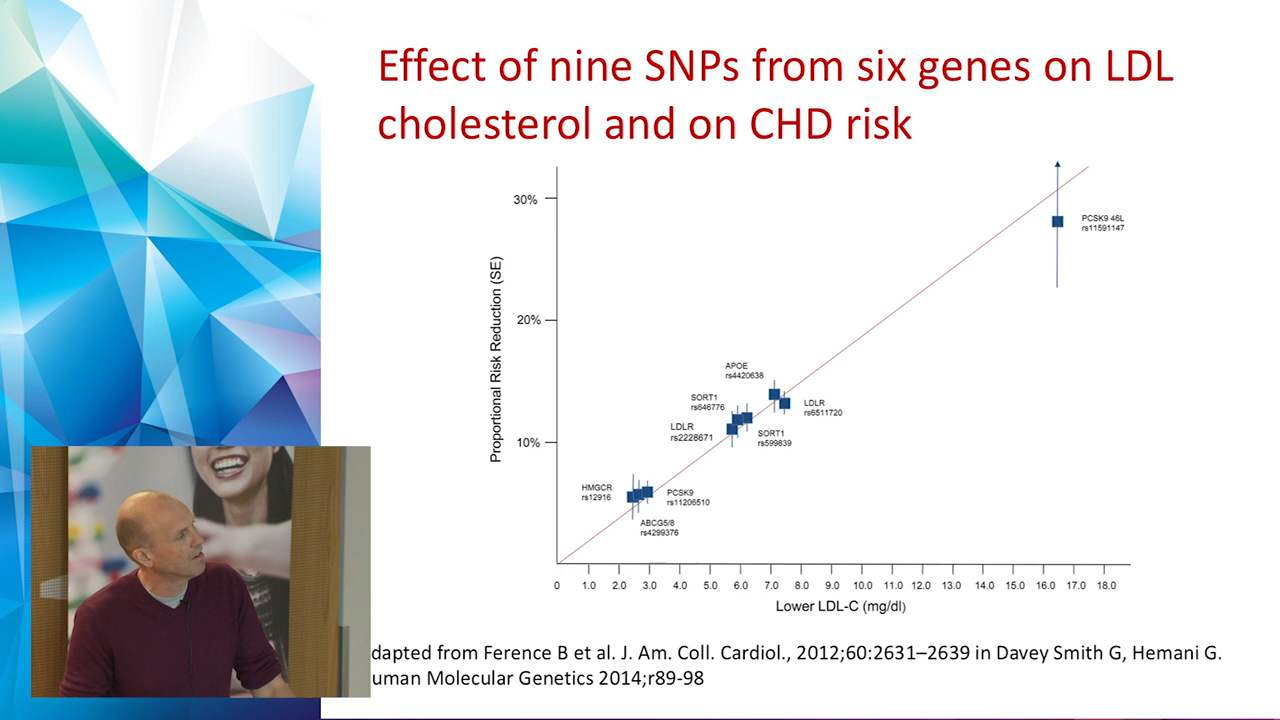 Effect of nine SNPs from six genes on LDL
cholesterol and on CHD risk
Proportional Risk Reduction (SE)
30%
20%
10%
PCSK9 46L
rs11591147
APOE
rs4420638
SORT1
rs646776
LDLR
rs6511720
LDLR
rs2228671
SORT1
rs599839
HMGCR
rs12916
PCSK9
rs11206510
ABCG5/8
rs4299376
0 1.0 2.0 3.0 4.0 5.0 6.0 7.0 8.0 9.0 10.0 11.0 12.0 13.0 14.0 15.0 16.0 17.0 18.0
Lower LDL-C (mg/dl)
dapted from Ference B et al. J. Am. Coll. Cardiol., 2012;60:2631–2639 in Davey Smith G, Hemani G.
uman Molecular Genetics 2014;r89-98